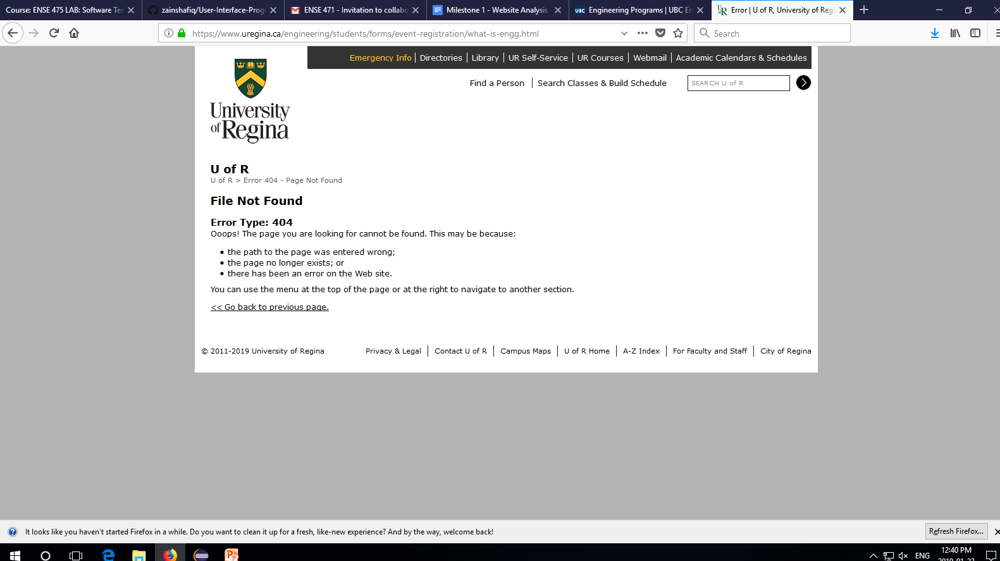 Course: ENSE 475 LAB: Software Te
zainshafiq/User-Interface-Prog
ENSE 471 - Invitation to collabo
Milestone 1 - Website Analysis
UBC Engineering Programs | UBC En
UR Error | U of R, University of Regi
https://www.uregina.ca/engineering/students/forms/event-registration/what-is-engg.html
Search
Emergency Info Directories Library UR Self-Service UR Courses Webmail Academic Calendars & Schedules
Find a Person Search Classes & Build Schedule SEARCH U of R
University
of Regina
U of R
U of R > Error 404 - Page Not Found
File Not Found
Error Type: 404
Ooops! The page you are looking for cannot be found. This may be because:
• the path to the page was entered wrong;
• the page no longer exists; or
• there has been an error on the Web site.
You can use the menu at the top of the page or at the right to navigate to another section.
<< Go back to previous page.
© 2011-2019 University of Regina Privacy & Legal Contact U of R Campus Maps U of R Home A-Z Index For Faculty and Staff City of Regina
It looks like you haven't started Firefox in a while. Do you want to clean it up for a fresh, like-new experience? And by the way, welcome back! Refresh Firefox...
ENG 12:40 PM